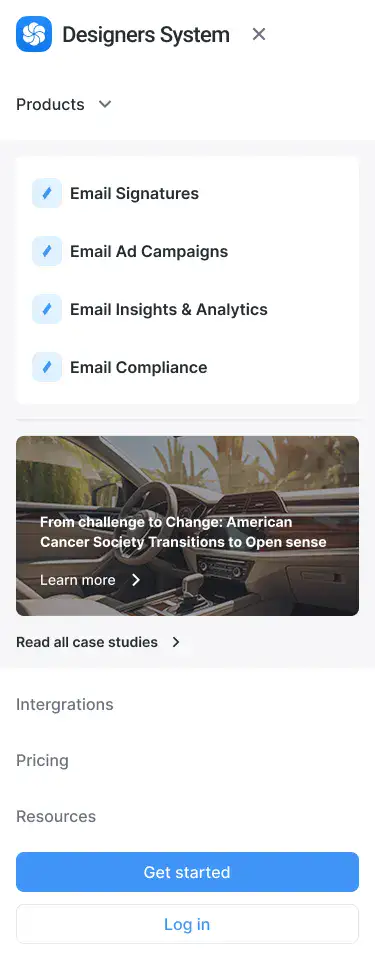 Designers System
Products
Email Signatures
Email Ad Campaigns
Email Insights & Analytics
Email Compliance
From challenge to Change: American
Cancer Society Transitions to Open sense
Learn more
Read all case studies
Intergrations
Pricing
Resources
Get started
Log in